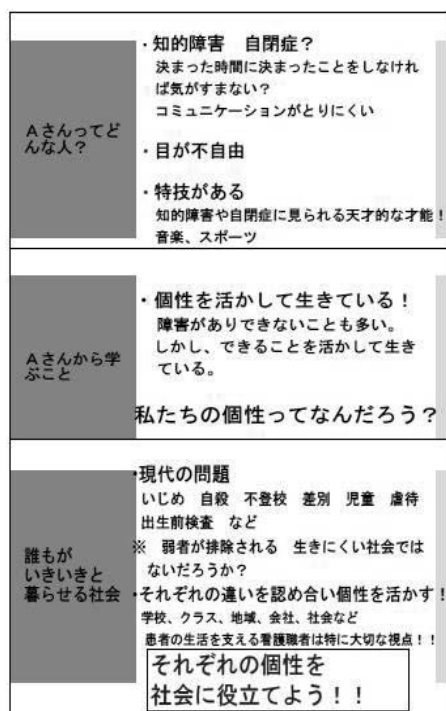 Aさんってど
んな人？
・知的障害　自閉症？
決まった時間に決まったことをしなけれ
ば気がすまない？
コミュニケーションがとりにくい
・目が不自由
・特技がある
知的障害や自閉症に見られる天才的な才能！
音楽、スポーツ
Aさんから学
ぶこと
・個性を活かして生きている！
障害がありできないことも多い。
しかし、できることを活かして生き
ている。
私たちの個性ってなんだろう？
誰もが
いきいきと
暮らせる社会
・現代の問題
いじめ　自殺　不登校　差別　児童　虐待
出生前検査　など
※　弱者が排除される　生きにくい社会では
ないだろうか？
・それぞれの違いを認め合い個性を活かす！
学校、クラス、地域、会社、社会など
患者の生活を支える看護職者は特に大切な視点！！
それぞれの個性を
社会に役立てよう！！